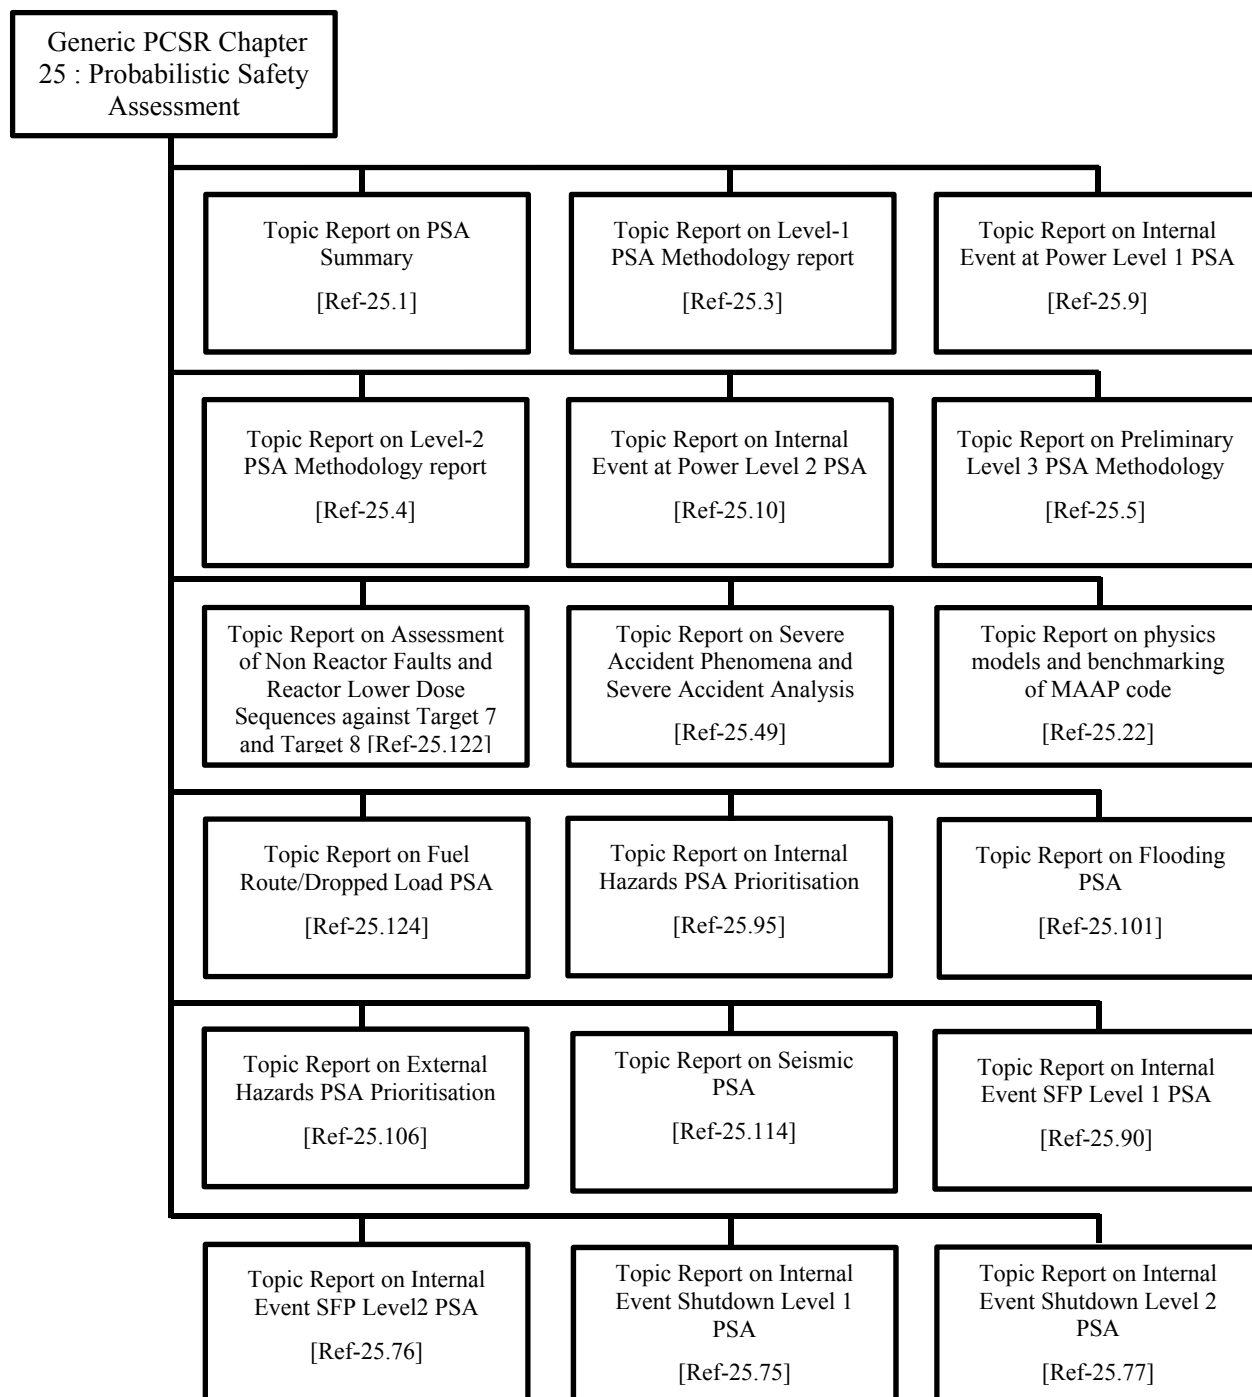 Generic PCSR Chapter
25 : Probabilistic Safety
Assessment
Topic Report on PSA
Summary
[Ref-25.1]
Topic Report on Level-1
PSA Methodology report
[Ref-25.3]
Topic Report on Internal
Event at Power Level 1 PSA
[Ref-25.9]
Topic Report on Level-2
PSA Methodology report
[Ref-25.4]
Topic Report on Internal
Event at Power Level 2 PSA
[Ref-25.10]
Topic Report on Preliminary
Level 3 PSA Methodology
[Ref-25.5]
Topic Report on Assessment
of Non Reactor Faults and
Reactor Lower Dose
Sequences against Target 7
and Target 8 [Ref-25.122]
Topic Report on Severe
Accident Phenomena and
Severe Accident Analysis
[Ref-25.49]
Topic Report on physics
models and benchmarking
of MAAP code
[Ref-25.22]
Topic Report on Fuel
Route/Dropped Load PSA
[Ref-25.124]
Topic Report on Internal
Hazards PSA Prioritisation
[Ref-25.95]
Topic Report on Flooding
PSA
[Ref-25.101]
Topic Report on External
Hazards PSA Prioritisation
[Ref-25.106]
Topic Report on Seismic
PSA
[Ref-25.114]
Topic Report on Internal
Event SFP Level 1 PSA
[Ref-25.90]
Topic Report on Internal
Event SFP Level2 PSA
[Ref-25.76]
Topic Report on Internal
Event Shutdown Level 1
PSA
[Ref-25.75]
Topic Report on Internal
Event Shutdown Level 2
PSA
[Ref-25.77]